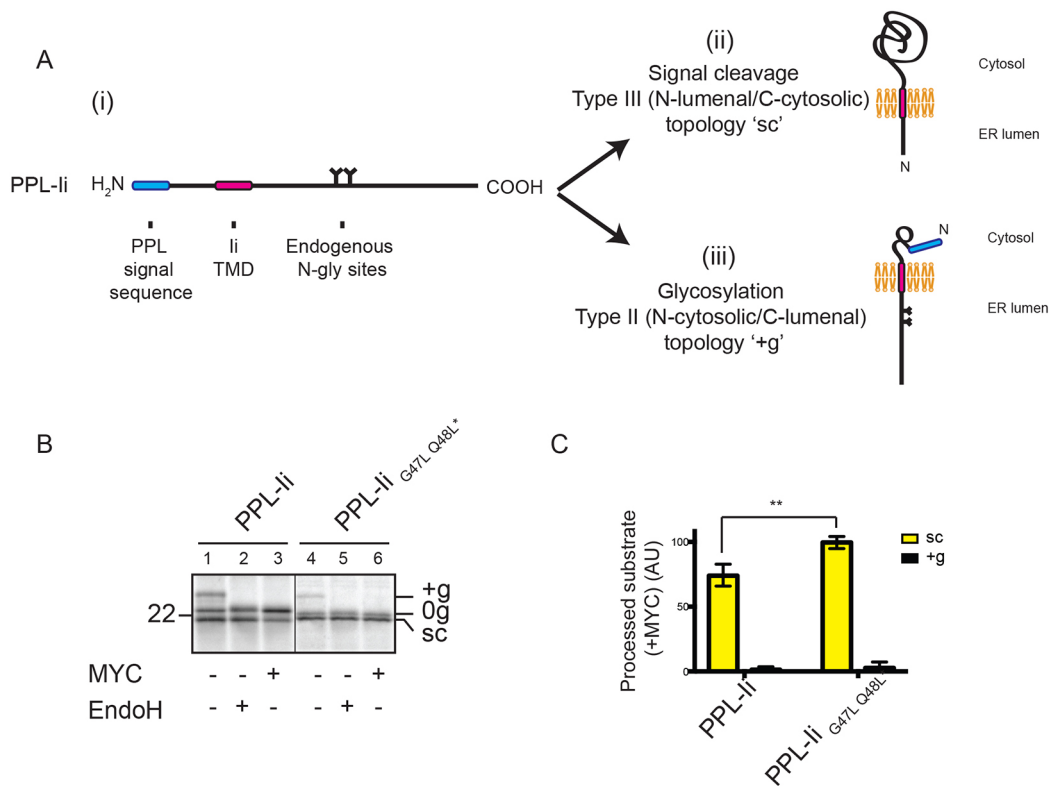 A
(i)
PPL-Ii
H2N
COOH
PPL
signal
sequence
Ii
TMD
Endogenous
N-gly sites
(ii)
Signal cleavage
Type III (N-lumenal/C-cytosolic)
topology ‘sc’
Cytosol
ER lumen
N
(iii)
Glycosylation
Type II (N-cytosolic/C-lumenal)
topology ‘+g’
N
Cytosol
ER lumen
B
PPL-Ii
PPL-Ii G47L Q48L*
1 2 3 4 5 6
22
+g
0g
sc
MYC - - + - - +
EndoH - + - - + -
C
Processed substrate
(+MYC) (AU)
100
50
0
**
sc
+g
PPL-Ii
PPL-Ii G47L Q48L